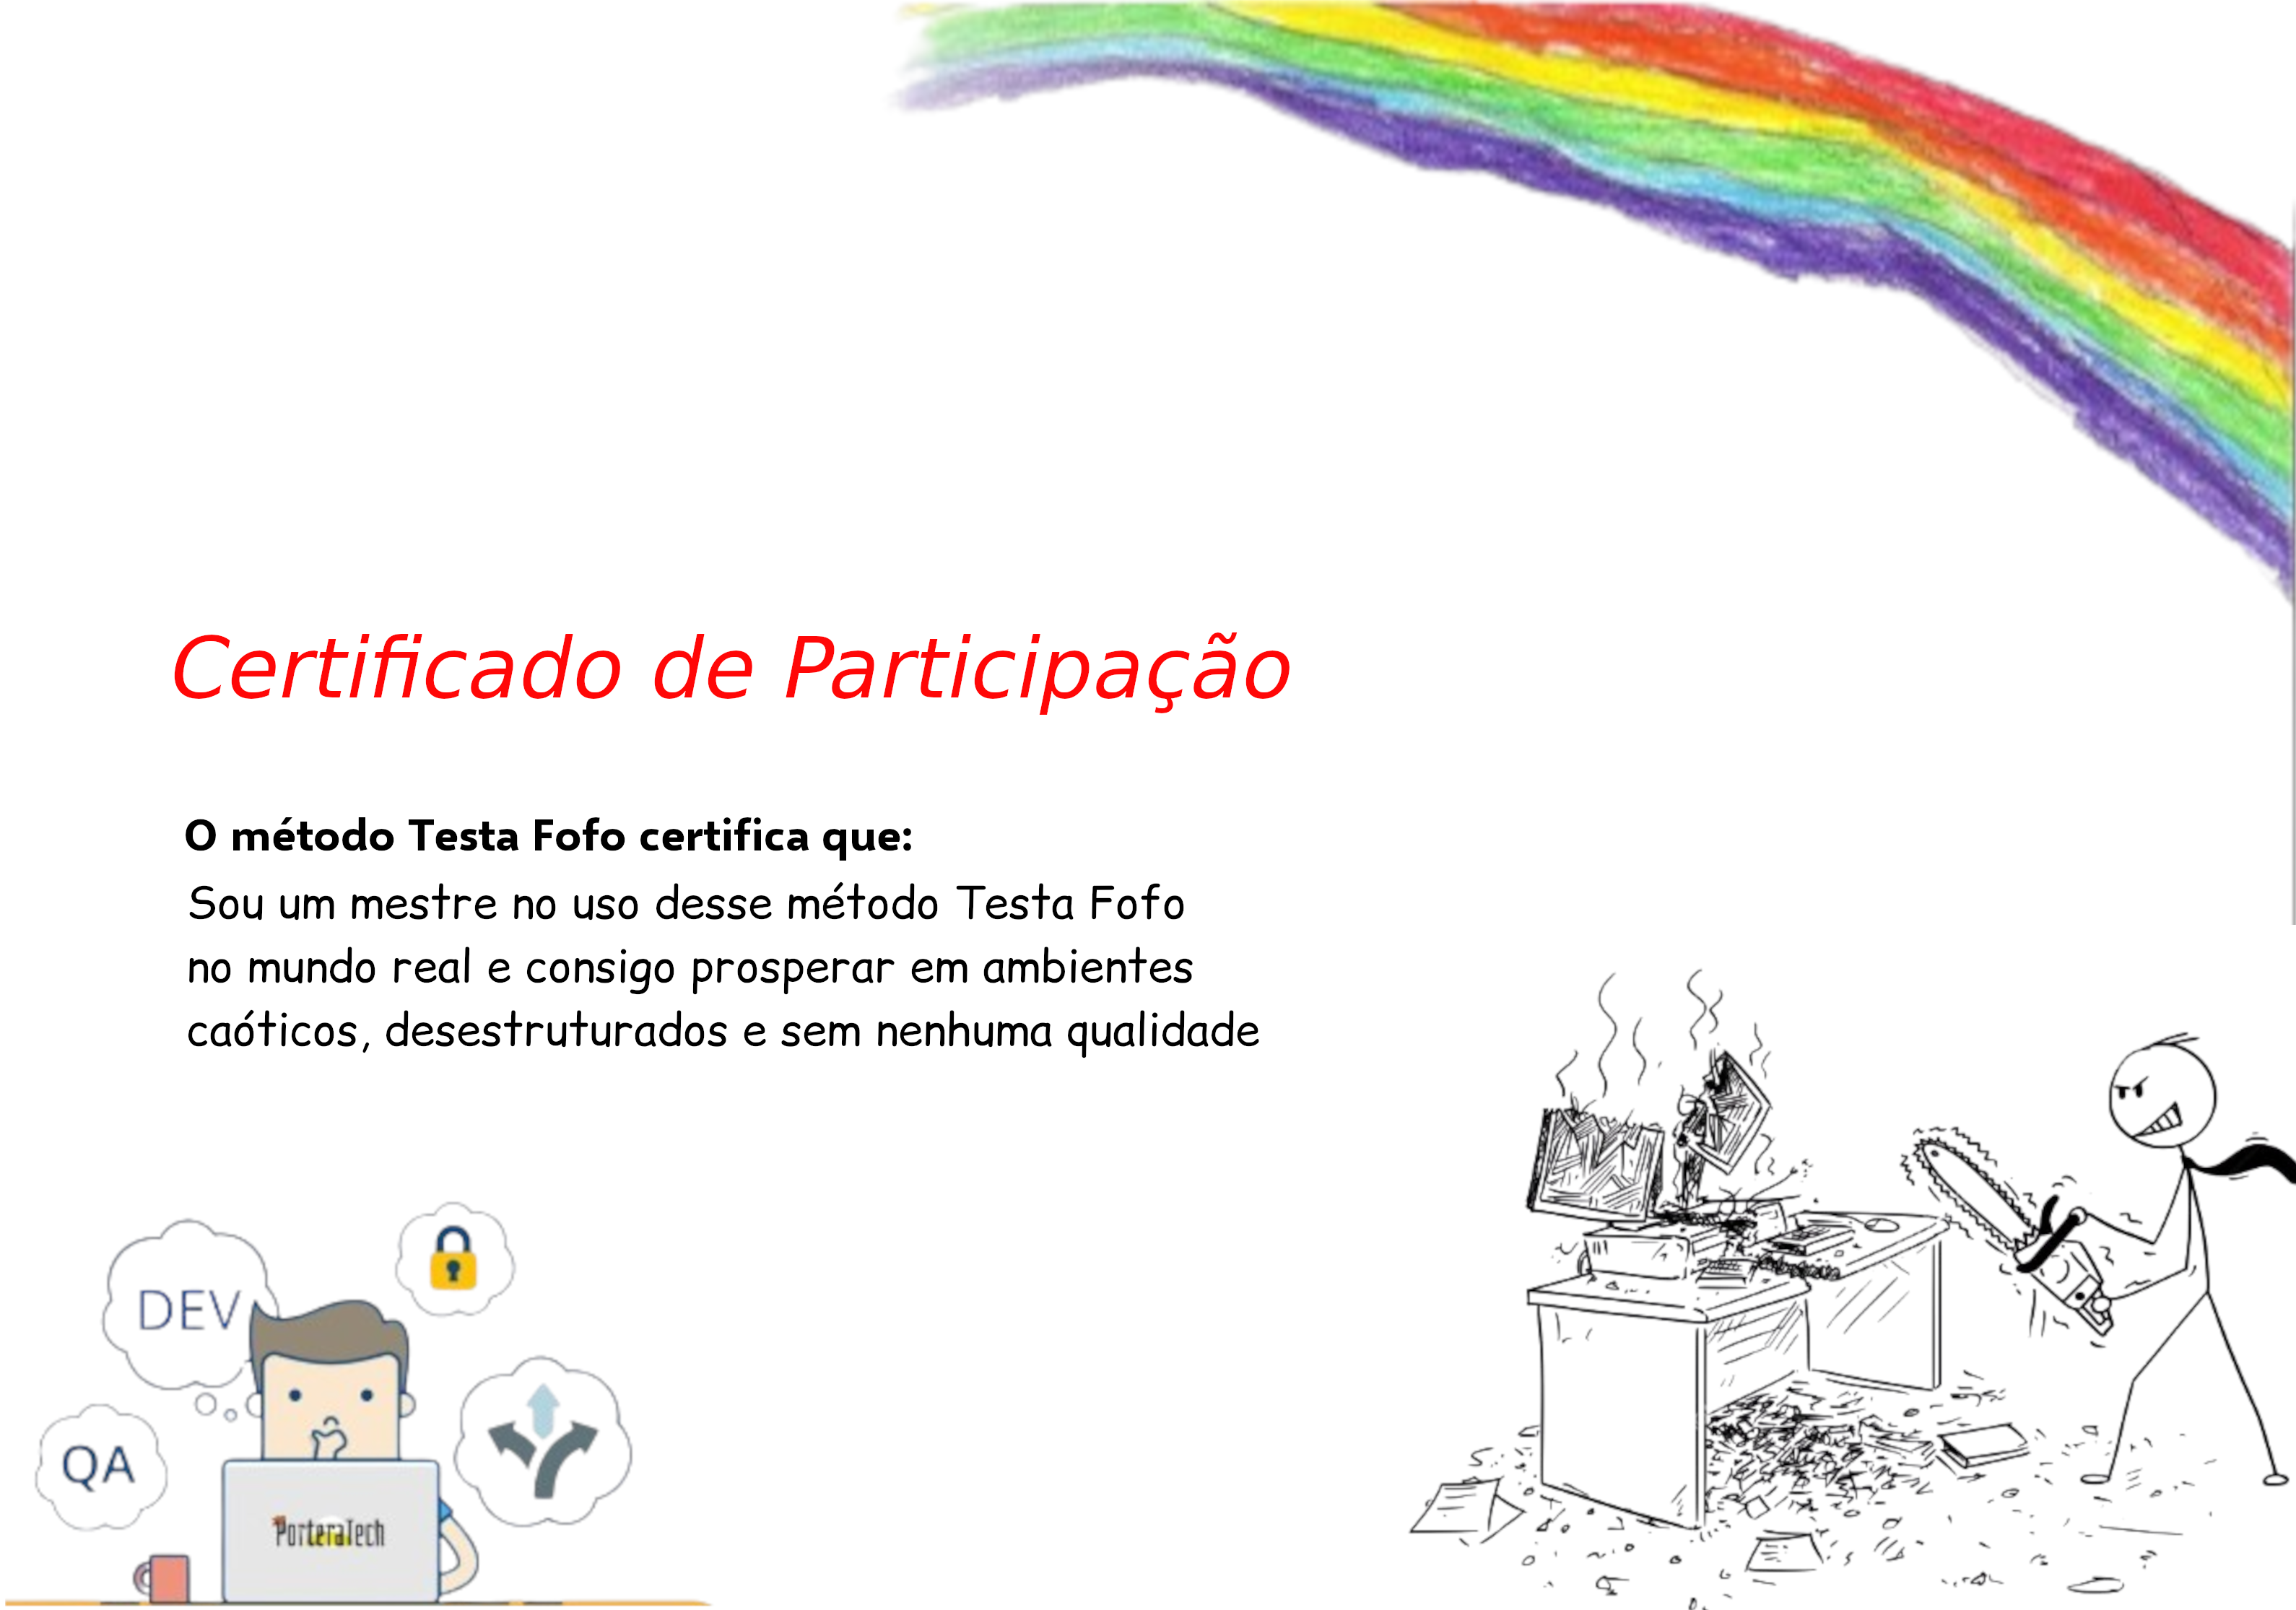 Certificado de Participação
O método Testa Fofo certifica que:
Sou um mestre no uso desse método Testa Fofo
no mundo real e consigo prosperar em ambientes
caóticos, desestruturados e sem nenhuma qualidade
DEV
QA
PorteraTech